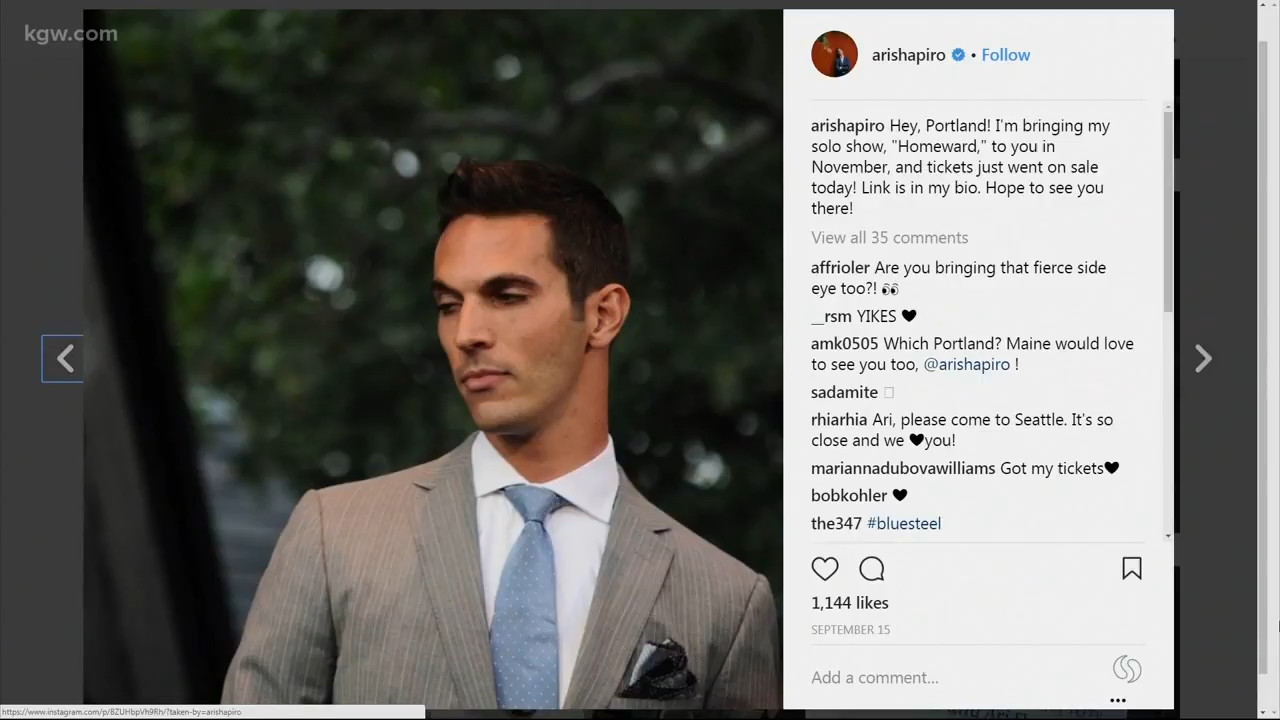 kgw.com
arishapiro • Follow
arishapiro Hey, Portland! I'm bringing my
solo show, "Homeward," to you in
November, and tickets just went on sale
today! Link is in my bio. Hope to see you
there!
View all 35 comments
affrioler Are you bringing that fierce side
eye too?! 👀
__rsm YIKES ♥
amk0505 Which Portland? Maine would love
to see you too, @arishapiro !
sadamite
rhiarhia Ari, please come to Seattle. It's so
close and we ♥you!
mariannadubovawilliams Got my tickets♥
bobkohler ♥
the347 #bluesteel
1,144 likes
SEPTEMBER 15
Add a comment...
https://www.instagram.com/p/BZUHbpVh9Rh/?taken-by=arishapiro